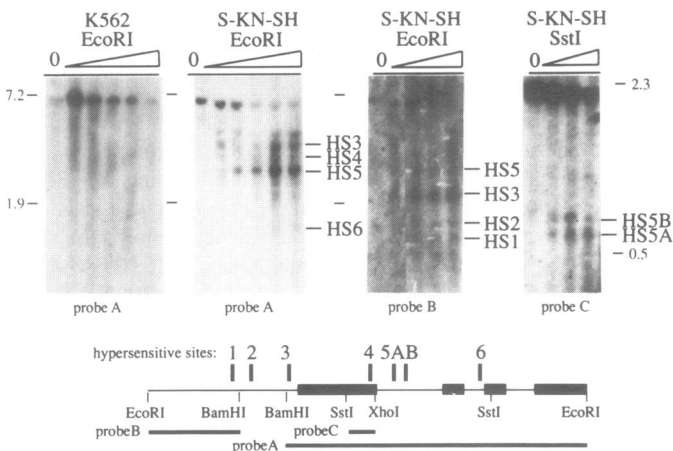 K562
EcoRI
0
S-KN-SH
EcoRI
0
S-KN-SH
EcoRI
0
S-KN-SH
SstI
0
7.2
1.9
HS3
HS4
HS5
HS6
HS5
HS3
HS2
HS1
2.3
HS5B
HS5A
0.5
probe A
probe A
probe B
probe C
hypersensitive sites: 1 2 3 4 5AB 6
EcoRI BamHI BamHI SstI XhoI SstI EcoRI
probeB probeC
probeA